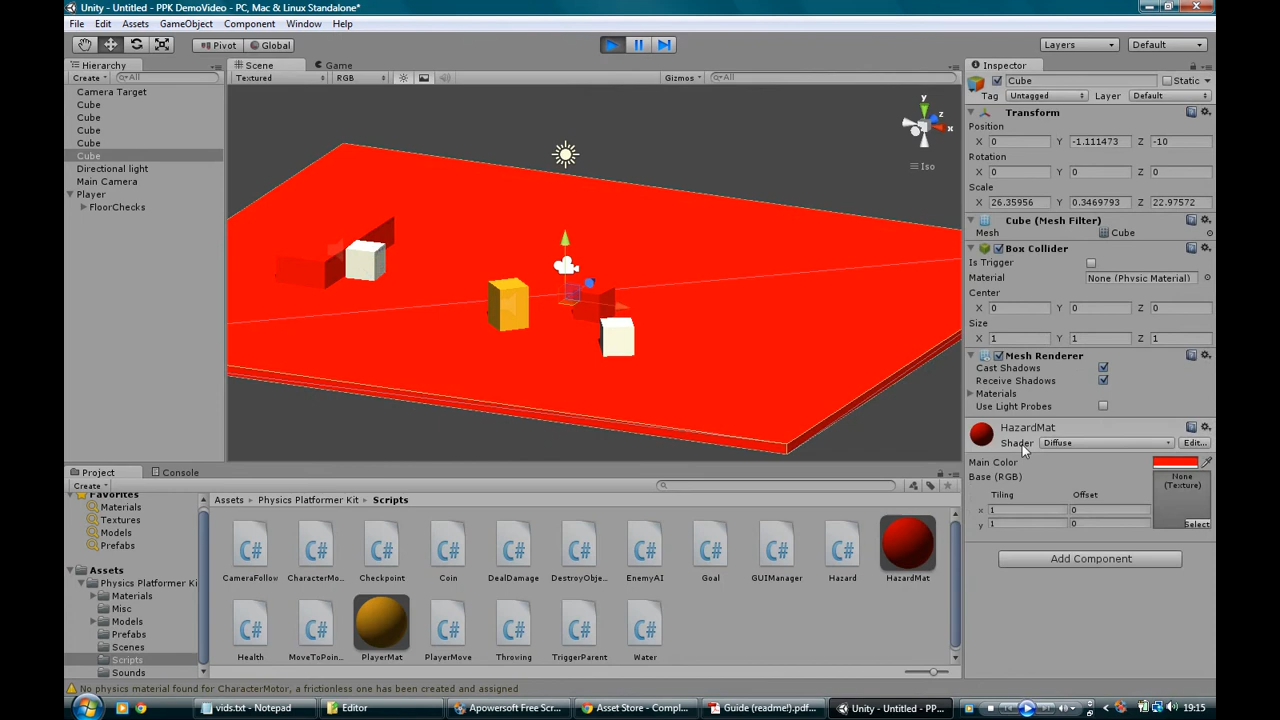 Unity - Untitled - PPK DemoVideo - PC, Mac & Linux Standalone*
File Edit Assets GameObject Component Window Help
Pivot Global Layers Default
Hierarchy
Create All
Camera Target
Cube
Cube
Cube
Cube
Cube
Directional light
Main Camera
Player
FloorChecks
Scene Game
Textured RGB Gizmos All
y
z
x
Iso
Inspector
Cube Static
Tag Untagged Layer Default
Transform
Position
X 0 Y -1.111473 Z -10
Rotation
X 0 Y 0 Z 0
Scale
X 26.35956 Y 0.3469793 Z 22.97572
Cube (Mesh Filter)
Mesh Cube
Box Collider
Is Trigger
Material None (Physic Material)
Center
X 0 Y 0 Z 0
Size
X 1 Y 1 Z 1
Mesh Renderer
Cast Shadows
Receive Shadows
Materials
Use Light Probes
HazardMat
Shader Diffuse Edit...
Main Color
Base (RGB)
None
(Texture)
Tiling Offset
x 1 0
y 1 0
Select
Add Component
Project Console
Create
Favorites
Materials
Textures
Models
Prefabs
Assets
Physics Platformer Ki
Materials
Misc
Models
Prefabs
Scenes
Scripts
Sounds
Assets Physics Platformer Kit Scripts
C# C# C# C# C# C# C# C# C# C#
CameraFollow CharacterMo... Checkpoint Coin DealDamage DestroyObje... EnemyAI Goal GUIManager Hazard HazardMat
C# C# C# C# C# C#
Health MoveToPoin... PlayerMat PlayerMove Throwing TriggerParent Water
No physics material found for CharacterMotor, a frictionless one has been created and assigned
vids.txt - Notepad Editor Apowersoft Free Scr... Asset Store - Compl... Guide (readme!).pdf... Unity - Untitled - PP... 19:15